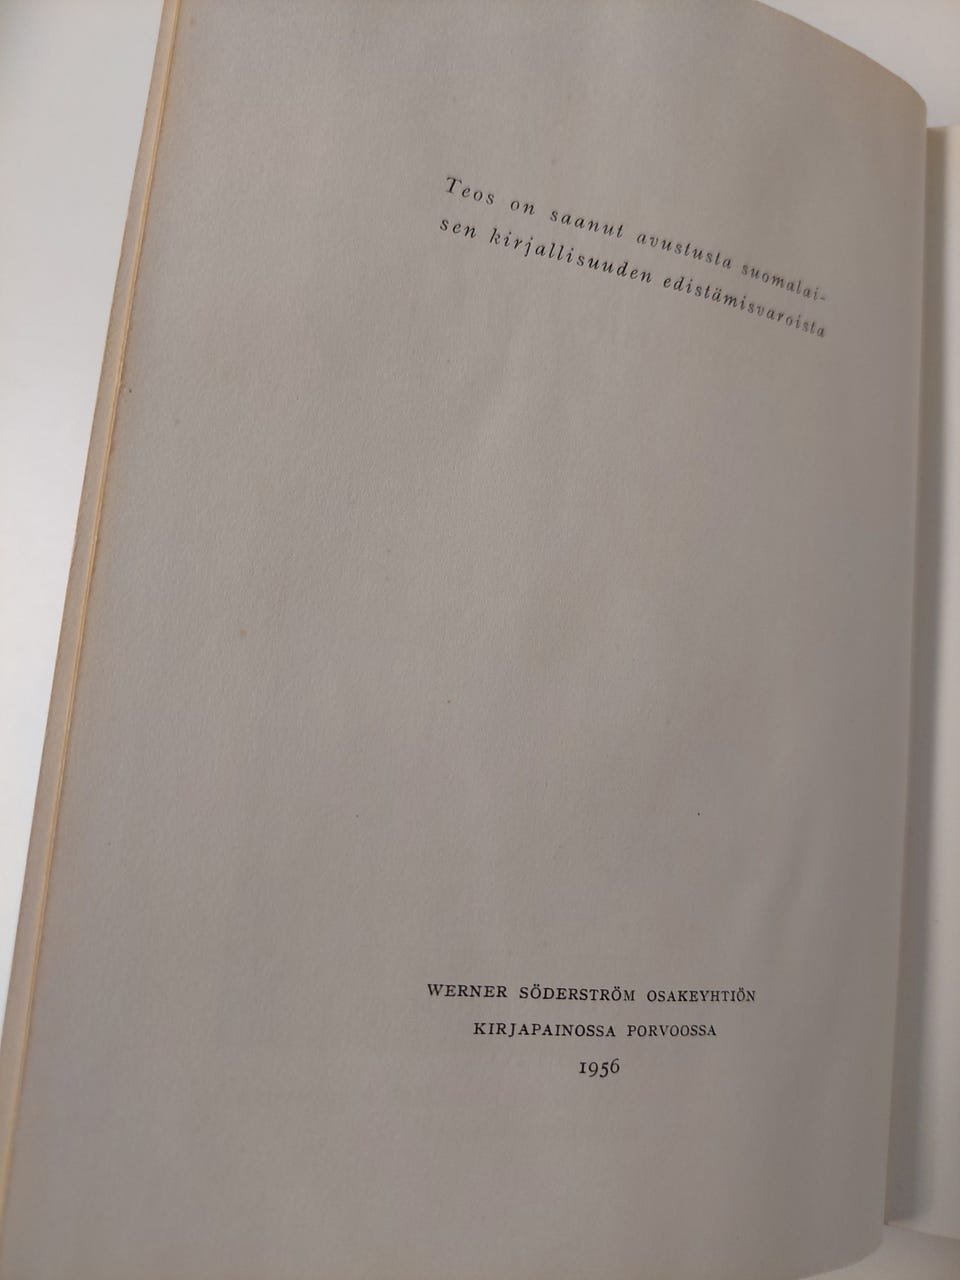 Teos on saanut avustusta suomalai-
sen kirjallisuuden edistämisvaroista
WERNER SÖDERSTRÖM OSAKEYHTIÖN
KIRJAPAINOSSA PORVOOSSA
1956